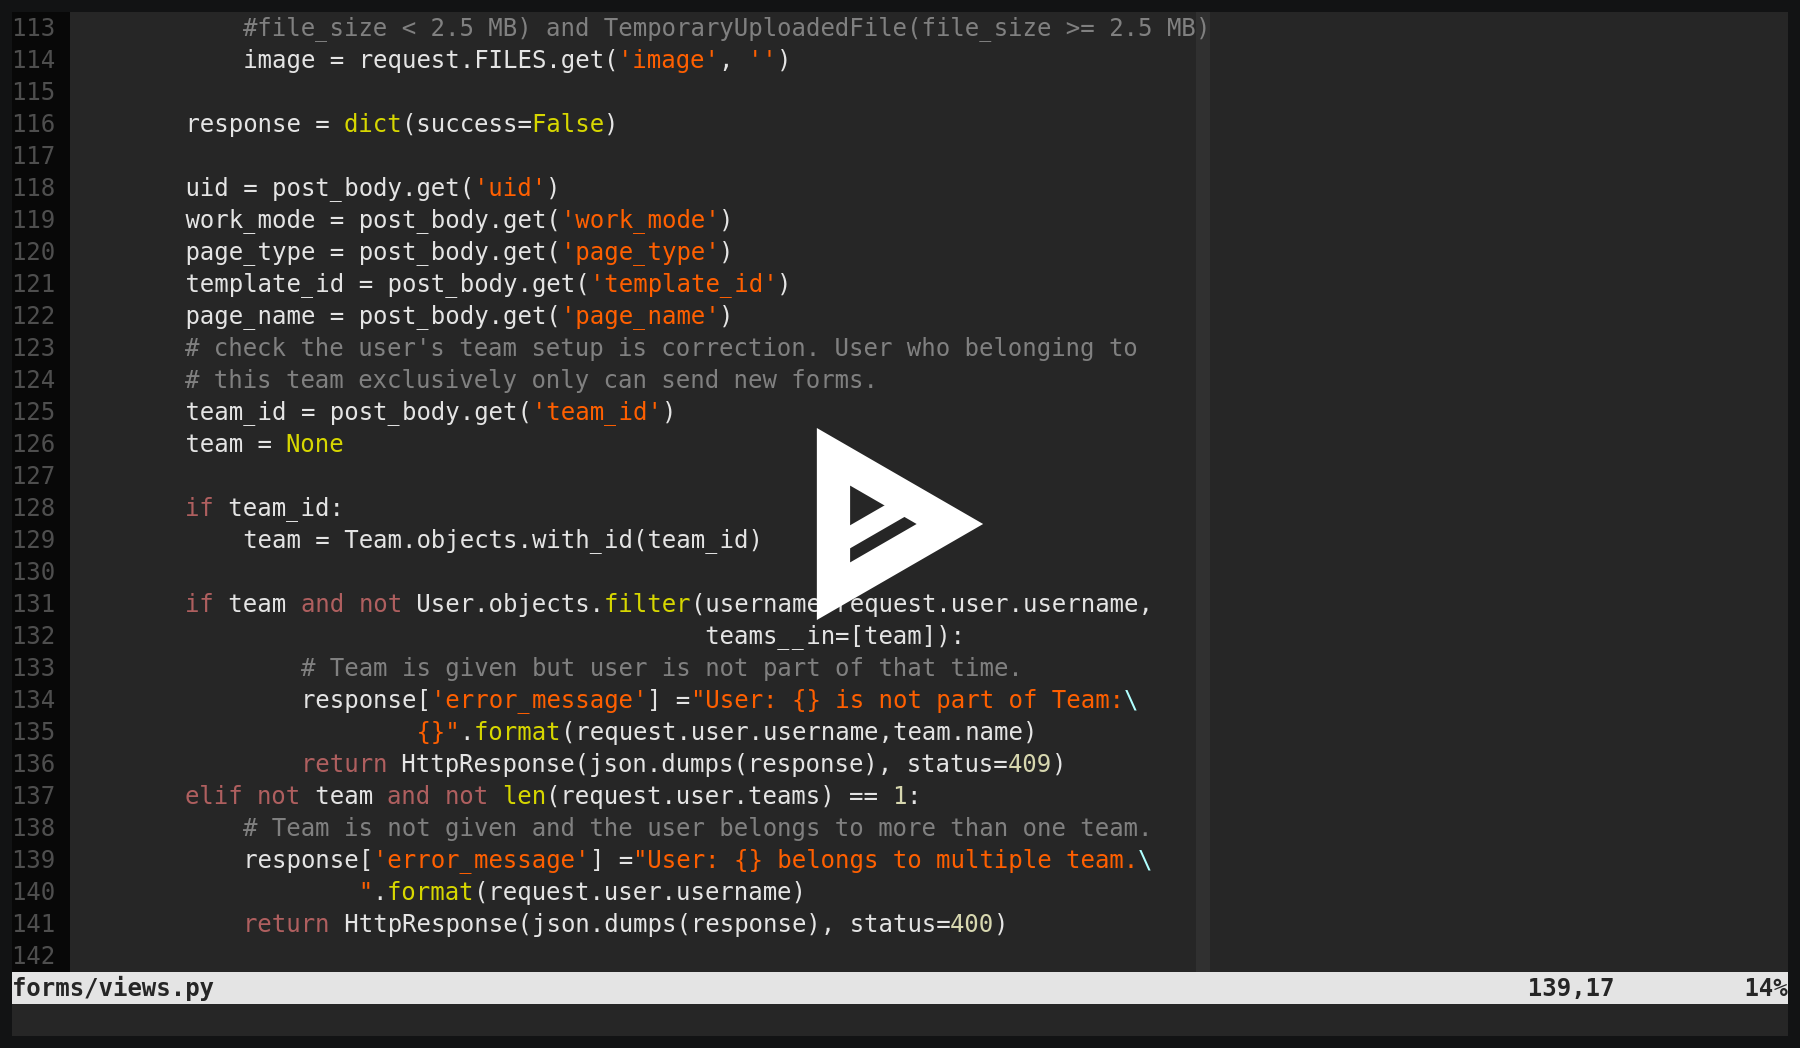 113             #file_size < 2.5 MB) and TemporaryUploadedFile(file_size >= 2.5 MB)
114             image = request.FILES.get('image', '')
115
116         response = dict(success=False)
117
118         uid = post_body.get('uid')
119         work_mode = post_body.get('work_mode')
120         page_type = post_body.get('page_type')
121         template_id = post_body.get('template_id')
122         page_name = post_body.get('page_name')
123         # check the user's team setup is correction. User who belonging to
124         # this team exclusively only can send new forms.
125         team_id = post_body.get('team_id')
126         team = None
127
128         if team_id:
129             team = Team.objects.with_id(team_id)
130
131         if team and not User.objects.filter(username request.user.username,
132                                             teams__in=[team]):
133                 # Team is given but user is not part of that time.
134                 response['error_message'] ="User: {} is not part of Team:\
135                         {}".format(request.user.username,team.name)
136                 return HttpResponse(json.dumps(response), status=409)
137         elif not team and not len(request.user.teams) == 1:
138             # Team is not given and the user belongs to more than one team.
139             response['error_message'] ="User: {} belongs to multiple team.\
140                     ".format(request.user.username)
141             return HttpResponse(json.dumps(response), status=400)
142
forms/views.py 139,17 14%